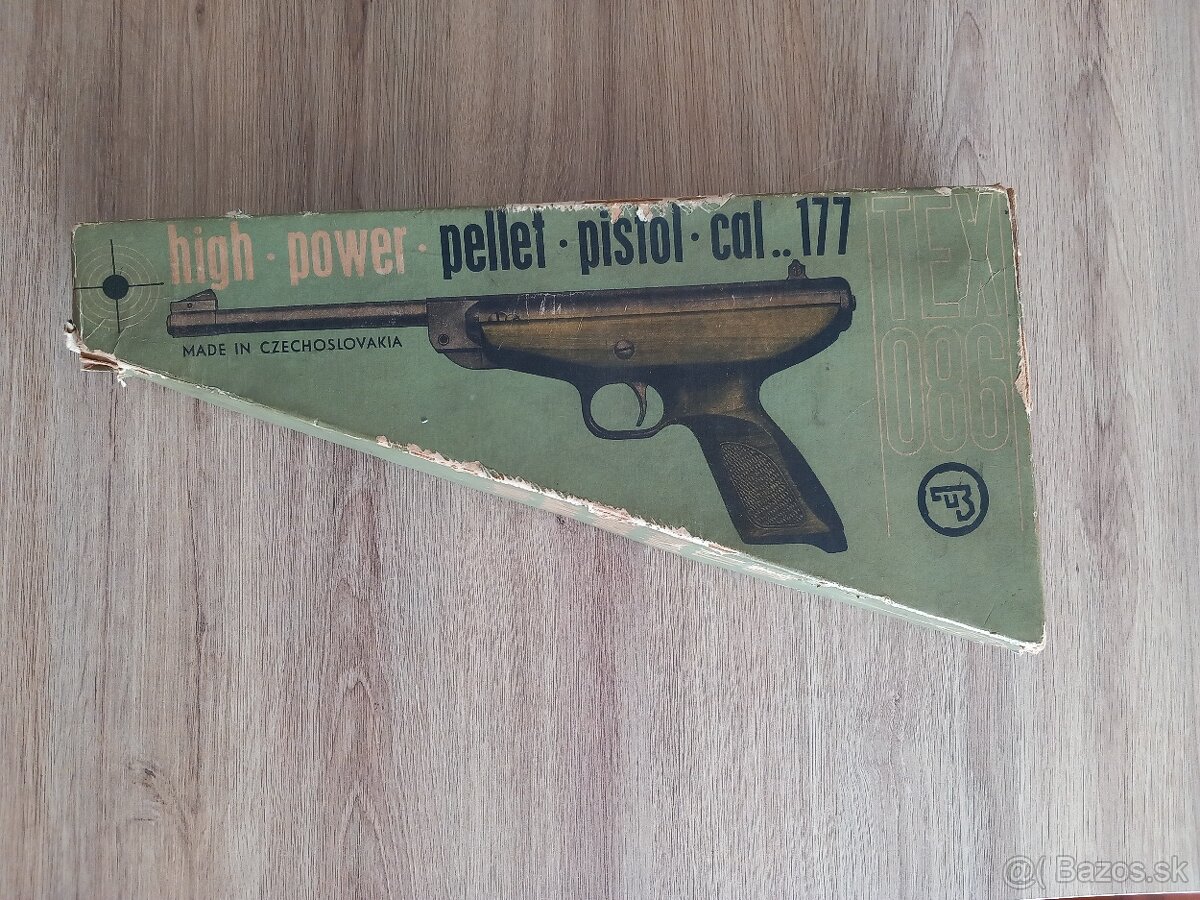 high · power · pellet · pistol · cal.. 177
TEX
086
MADE IN CZECHOSLOVAKIA
@( Bazos.sk